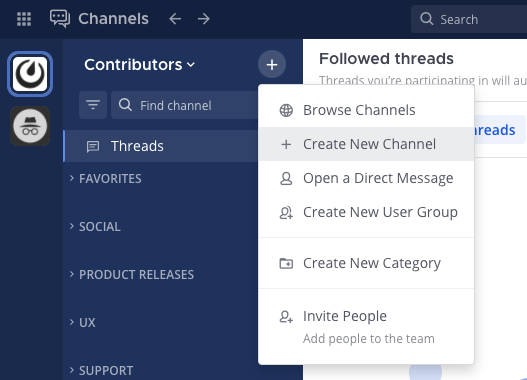 Channels
Search
Contributors
Find channel
Threads
FAVORITES
SOCIAL
PRODUCT RELEASES
UX
SUPPORT
Followed threads
Threads you're participating in will au
Browse Channels
Create New Channel
Open a Direct Message
Create New User Group
Create New Category
Invite People
Add people to the team
reads